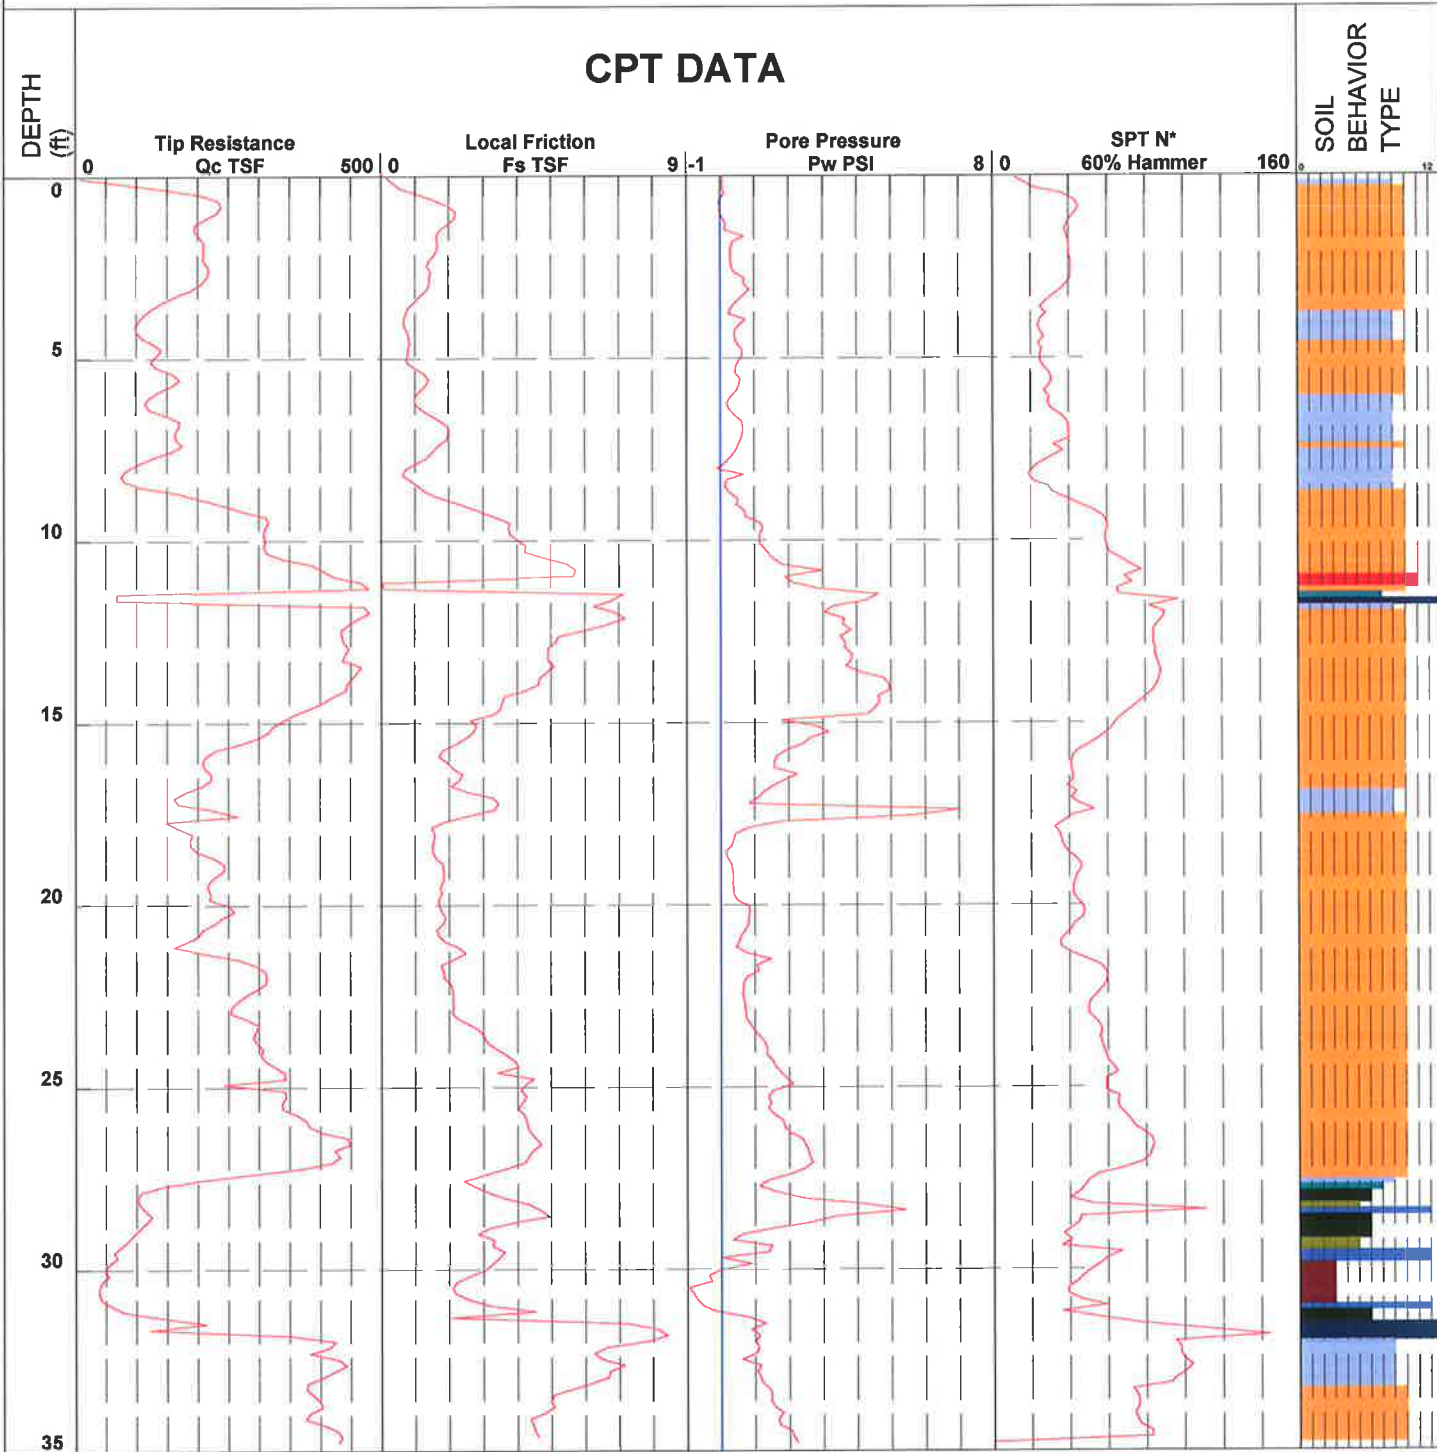 CPT DATA
DEPTH
(ft)
Tip Resistance
0 Qc TSF 500
Local Friction
0 Fs TSF 9
Pore Pressure
-1 Pw PSI 8
SPT N*
0 60% Hammer 160
SOIL
BEHAVIOR
TYPE
0 12
0
5
10
15
20
25
30
35